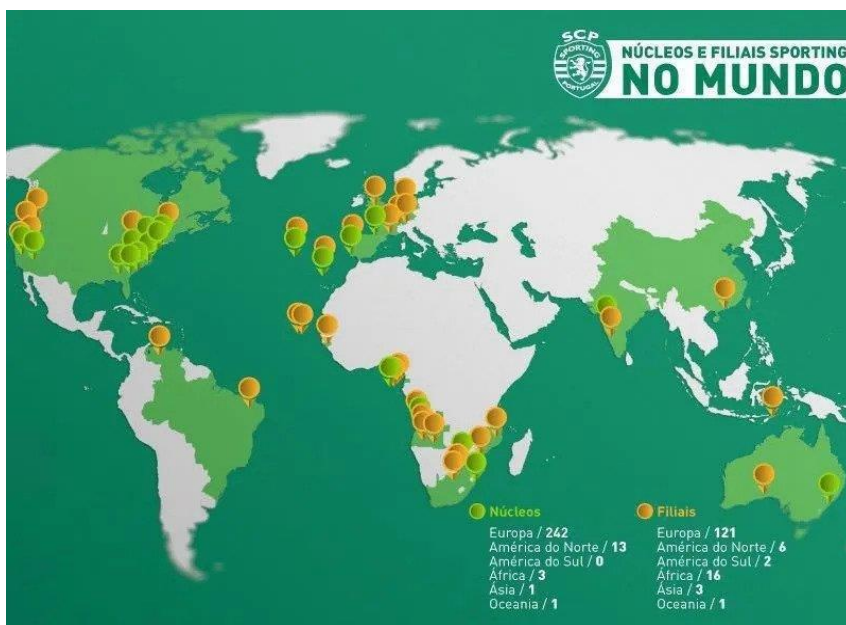 SCP
SPORTING
PORTUGAL
NÚCLEOS E FILIAIS SPORTING
NO MUNDO
Núcleos
Europa / 242
América do Norte / 13
América do Sul / 0
África / 3
Ásia / 1
Oceania / 1
Filiais
Europa / 121
América do Norte / 6
América do Sul / 2
África / 16
Ásia / 3
Oceania / 1